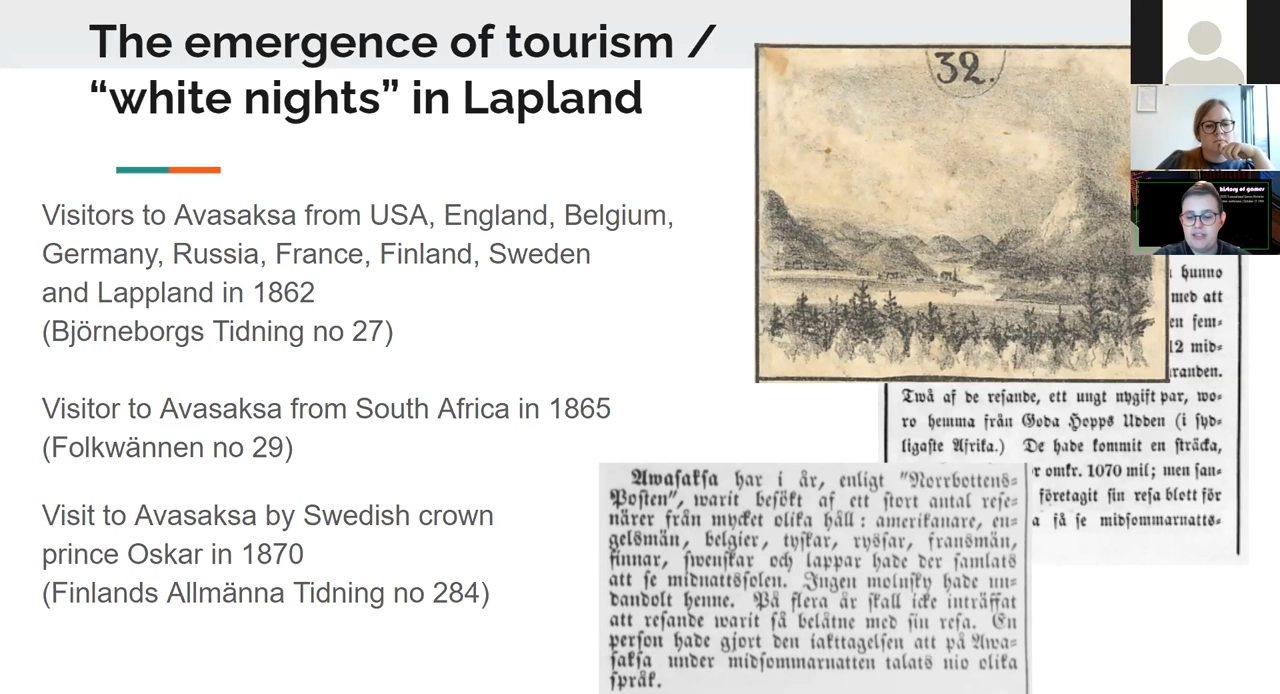 The emergence of tourism /
“white nights” in Lapland
Visitors to Avasaksa from USA, England, Belgium,
Germany, Russia, France, Finland, Sweden
and Lappland in 1862
(Björneborgs Tidning no 27)
Visitor to Avasaksa from South Africa in 1865
(Folkwännen no 29)
Visit to Avasaksa by Swedish crown
prince Oskar in 1870
(Finlands Allmänna Tidning no 284)
32.
history of games
hunno
med att
en fem-
12 mid-
randen.
Twå af de resande, ett ungt nygift par, wo-
ro hemma från Goda Hopps Udden (i syd-
ligaste Afrika.) De hade kommit en sträcka,
r omkr. 1070 mil; men san-
företagit sin resa blott för
a få se midsommarnatts-
Awasaksa har i år, enligt "Norrbottens-
Posten", warit besökt af ett stort antal rese-
närer från mycket olika håll: amerikanare, en-
gelsmän, belgier, tyskar, ryssar, fransmän,
finnar, swenskar och lappar hade der samlats
att se midnattssolen. Ingen molnsky hade un-
dandolt henne. På flera år skall icke inträffat
att resande warit så belåtne med sin resa. En
person hade gjort den iakttagelsen att på Awa-
saksa under midsommarnatten talats nio olika
språk.